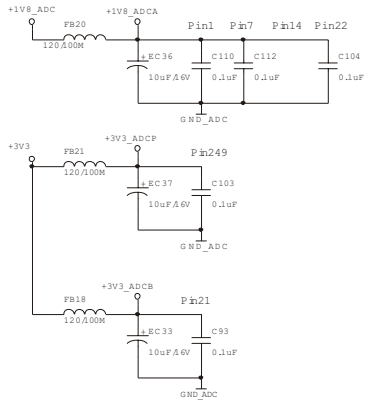 +1V8_ADC
FB20
120/100M
+1V8_ADCA
Pin1
Pin7
Pin14
Pin22
+EC36
10uF/16V
C110
0.1uF
C112
0.1uF
C104
0.1uF
GND_ADC
+3V3
FB21
120/100M
+3V3_ADCP
Pin249
+EC37
10uF/16V
C103
0.1uF
GND_ADC
FB18
120/100M
+3V3_ADCB
Pin21
+EC33
10uF/16V
C93
0.1uF
GND_ADC